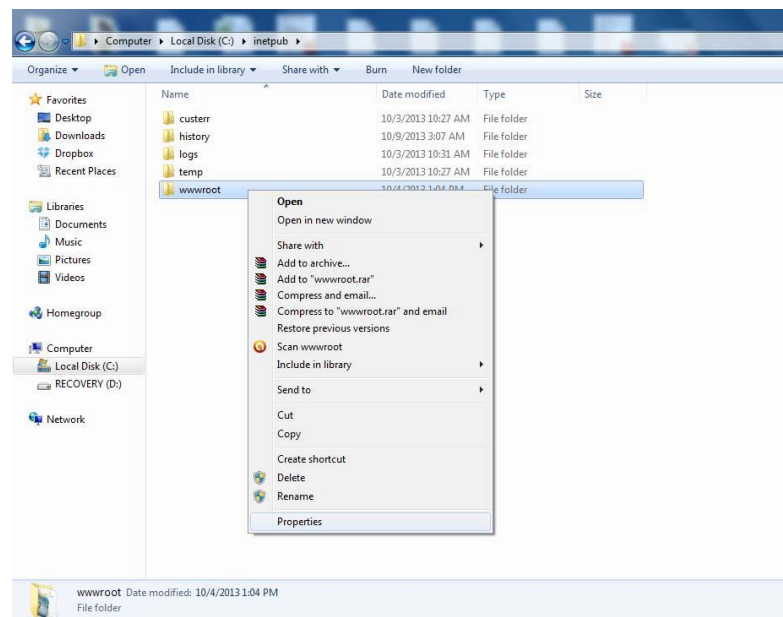 Computer Local Disk (C:) inetpub
Organize Open Include in library Share with Burn New folder
Favorites
Desktop
Downloads
Dropbox
Recent Places
Libraries
Documents
Music
Pictures
Videos
Homegroup
Computer
Local Disk (C:)
RECOVERY (D:)
Network
Name Date modified Type Size
custerr 10/3/2013 10:27 AM File folder
history 10/9/2013 3:07 AM File folder
logs 10/3/2013 10:31 AM File folder
temp 10/3/2013 10:27 AM File folder
wwwroot 10/4/2013 1:04 PM File folder
Open
Open in new window
Share with
Add to archive...
Add to "wwwroot.rar"
Compress and email...
Compress to "wwwroot.rar" and email
Restore previous versions
Scan wwwroot
Include in library
Send to
Cut
Copy
Create shortcut
Delete
Rename
Properties
wwwroot Date modified: 10/4/2013 1:04 PM
File folder